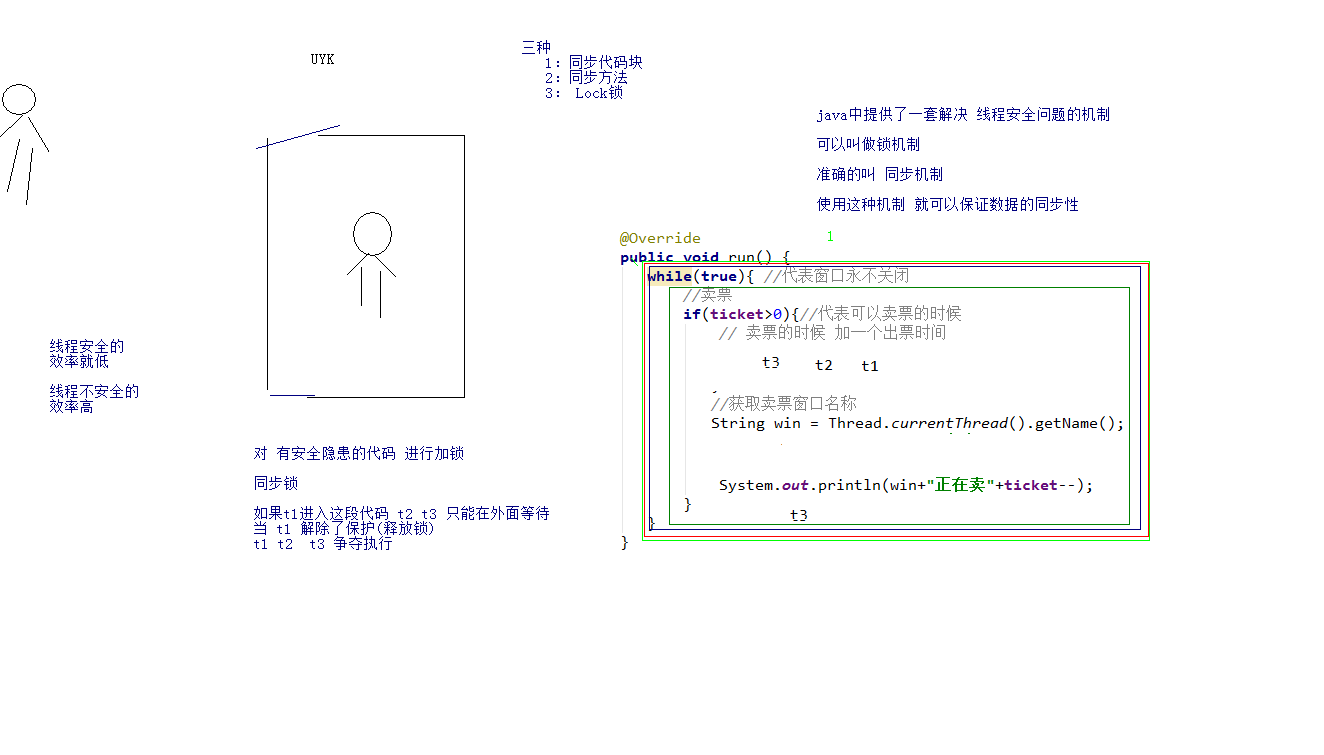 UYK
三种
1：同步代码块
2：同步方法
3： Lock锁
java中提供了一套解决 线程安全问题的机制
可以叫做锁机制
准确的叫 同步机制
使用这种机制 就可以保证数据的同步性
1
@Override
public void run() {
while(true){ //代表窗口永不关闭
//卖票
if(ticket>0){//代表可以卖票的时候
// 卖票的时候 加一个出票时间
t3 t2 t1
//获取卖票窗口名称
String win = Thread.currentThread().getName();
System.out.println(win+"正在卖"+ticket--);
}
t3
}
}
线程安全的
效率就低
线程不安全的
效率高
对 有安全隐患的代码 进行加锁
同步锁
如果t1进入这段代码 t2 t3 只能在外面等待
当 t1 解除了保护(释放锁)
t1 t2 t3 争夺执行